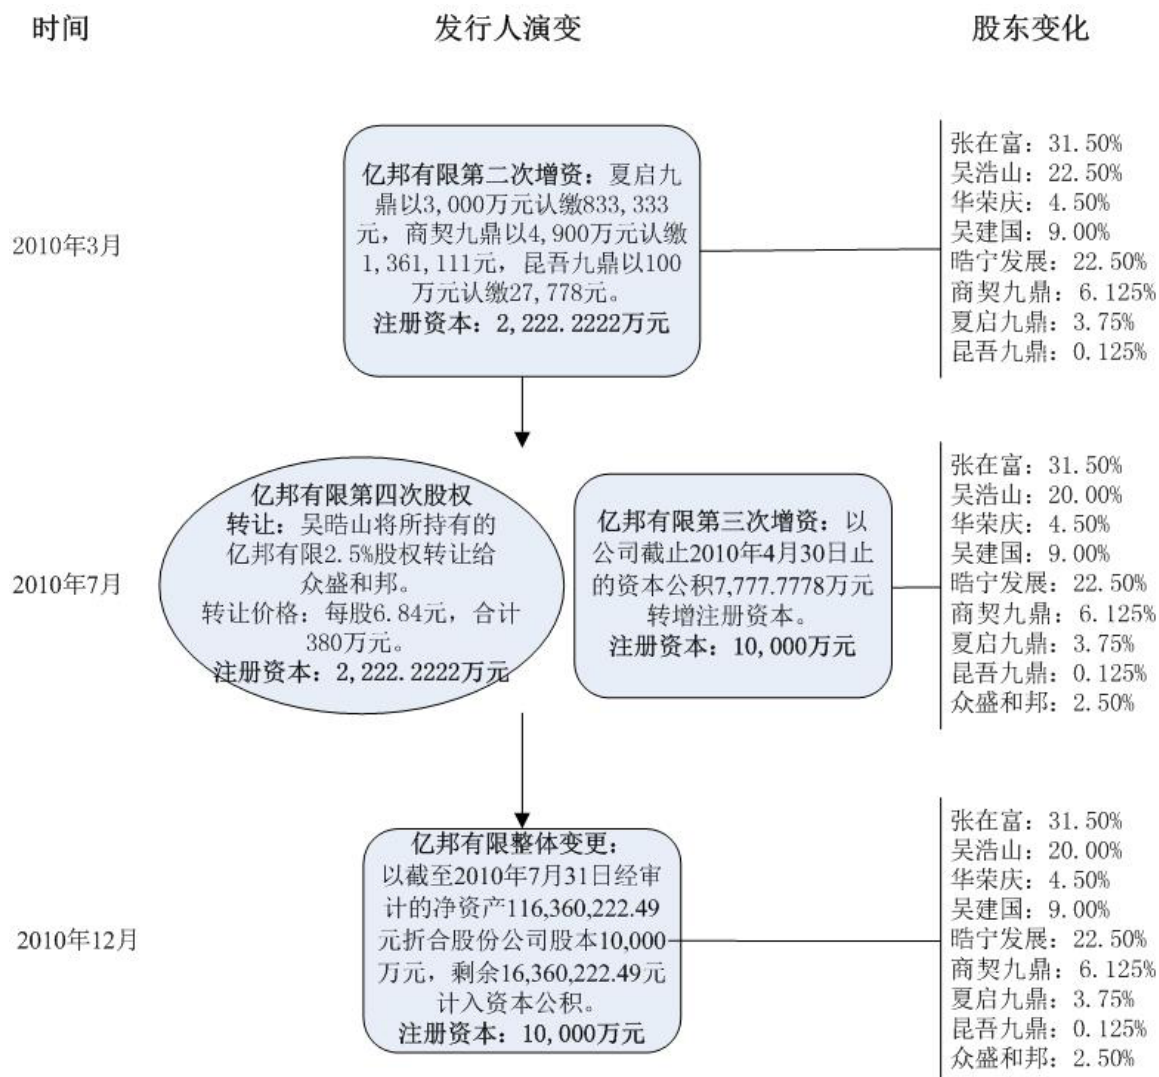 时间
发行人演变
股东变化
2010年3月
亿邦有限第二次增资：夏启九
鼎以3,000万元认缴833,333
元，商契九鼎以4,900万元认缴
1,361,111元，昆吾九鼎以100
万元认缴27,778元。
注册资本：2,222.2222万元
张在富：31.50%
吴浩山：22.50%
华荣庆：4.50%
吴建国：9.00%
晧宁发展：22.50%
商契九鼎：6.125%
夏启九鼎：3.75%
昆吾九鼎：0.125%
2010年7月
亿邦有限第四次股权
转让：吴晧山将所持有的
亿邦有限2.5%股权转让给
众盛和邦。
转让价格：每股6.84元，合计
380万元。
注册资本：2,222.2222万元
亿邦有限第三次增资：以
公司截止2010年4月30日止
的资本公积7,777.7778万元
转增注册资本。
注册资本：10,000万元
张在富：31.50%
吴浩山：20.00%
华荣庆：4.50%
吴建国：9.00%
晧宁发展：22.50%
商契九鼎：6.125%
夏启九鼎：3.75%
昆吾九鼎：0.125%
众盛和邦：2.50%
2010年12月
亿邦有限整体变更：
以截至2010年7月31日经审
计的净资产116,360,222.49
元折合股份公司股本10,000
万元，剩余16,360,222.49元
计入资本公积。
注册资本：10,000万元
张在富：31.50%
吴浩山：20.00%
华荣庆：4.50%
吴建国：9.00%
晧宁发展：22.50%
商契九鼎：6.125%
夏启九鼎：3.75%
昆吾九鼎：0.125%
众盛和邦：2.50%